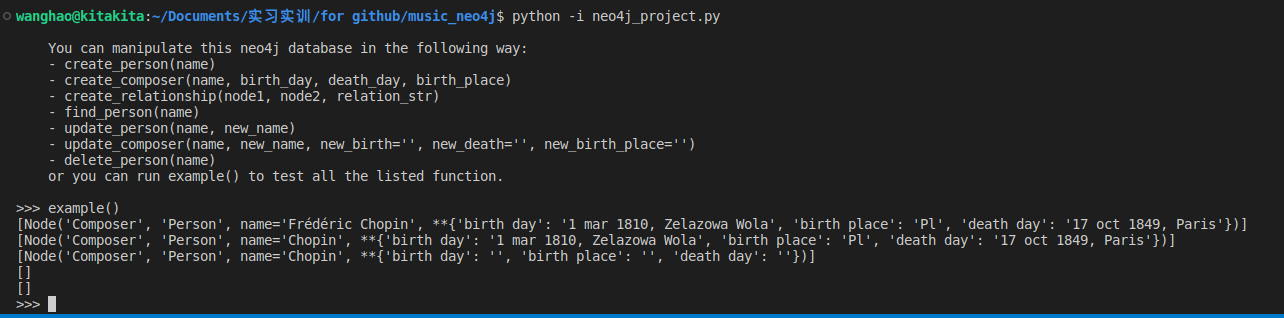 wanghao@kitakita:~/Documents/实习实训/for github/music_neo4j$ python -i neo4j_project.py
You can manipulate this neo4j database in the following way:
- create_person(name)
- create_composer(name, birth_day, death_day, birth_place)
- create_relationship(node1, node2, relation_str)
- find_person(name)
- update_person(name, new_name)
- update_composer(name, new_name, new_birth='', new_death='', new_birth_place='')
- delete_person(name)
or you can run example() to test all the listed function.
>>> example()
[Node('Composer', 'Person', name='Frédéric Chopin', **{'birth day': '1 mar 1810, Zelazowa Wola', 'birth place': 'Pl', 'death day': '17 oct 1849, Paris'})]
[Node('Composer', 'Person', name='Chopin', **{'birth day': '1 mar 1810, Zelazowa Wola', 'birth place': 'Pl', 'death day': '17 oct 1849, Paris'})]
[Node('Composer', 'Person', name='Chopin', **{'birth day': '', 'birth place': '', 'death day': ''})]
[]
[]
>>>